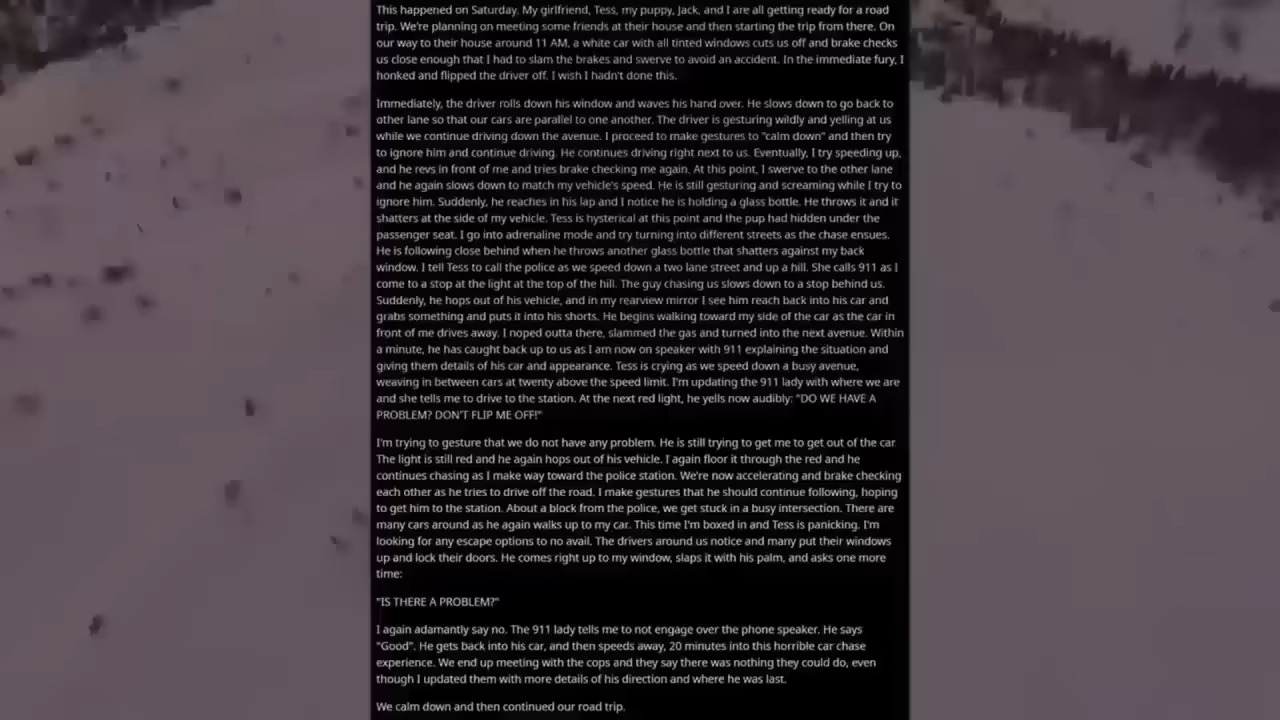 This happened on Saturday. My girlfriend, Tess, my puppy, Jack, and I are all getting ready for a road
trip. We're planning on meeting some friends at their house and then starting the trip from there. On
our way to their house around 11 AM, a white car with all tinted windows cuts us off and brake checks
us close enough that I had to slam the brakes and swerve to avoid an accident. In the immediate fury, I
honked and flipped the driver off. I wish I hadn't done this.
Immediately, the driver rolls down his window and waves his hand over. He slows down to go back to
other lane so that our cars are parallel to one another. The driver is gesturing wildly and yelling at us
while we continue driving down the avenue. I proceed to make gestures to "calm down" and then try
to ignore him and continue driving. He continues driving right next to us. Eventually, I try speeding up,
and he revs in front of me and tries brake checking me again. At this point, I swerve to the other lane
and he again slows down to match my vehicle's speed. He is still gesturing and screaming while I try to
ignore him. Suddenly, he reaches in his lap and I notice he is holding a glass bottle. He throws it and it
shatters at the side of my vehicle. Tess is hysterical at this point and the pup had hidden under the
passenger seat. I go into adrenaline mode and try turning into different streets as the chase ensues.
He is following close behind when he throws another glass bottle that shatters against my back
window. I tell Tess to call the police as we speed down a two lane street and up a hill. She calls 911 as I
come to a stop at the light at the top of the hill. The guy chasing us slows down to a stop behind us.
Suddenly, he hops out of his vehicle, and in my rearview mirror I see him reach back into his car and
grabs something and puts it into his shorts. He begins walking toward my side of the car as the car in
front of me drives away. I noped outta there, slammed the gas and turned into the next avenue. Within
a minute, he has caught back up to us as I am now on speaker with 911 explaining the situation and
giving them details of his car and appearance. Tess is crying as we speed down a busy avenue,
weaving in between cars at twenty above the speed limit. I'm updating the 911 lady with where we are
and she tells me to drive to the station. At the next red light, he yells now audibly: "DO WE HAVE A
PROBLEM? DON'T FLIP ME OFF!"
I'm trying to gesture that we do not have any problem. He is still trying to get me to get out of the car.
The light is still red and he again hops out of his vehicle. I again floor it through the red and he
continues chasing as I make way toward the police station. We're now accelerating and brake checking
each other as he tries to drive off the road. I make gestures that he should continue following, hoping
to get him to the station. About a block from the police, we get stuck in a busy intersection. There are
many cars around as he again walks up to my car. This time I'm boxed in and Tess is panicking. I'm
looking for any escape options to no avail. The drivers around us notice and many put their windows
up and lock their doors. He comes right up to my window, slaps it with his palm, and asks one more
time:
"IS THERE A PROBLEM?"
I again adamantly say no. The 911 lady tells me to not engage over the phone speaker. He says
"Good". He gets back into his car, and then speeds away, 20 minutes into this horrible car chase
experience. We end up meeting with the cops and they say there was nothing they could do, even
though I updated them with more details of his direction and where he was last.
We calm down and then continued our road trip.